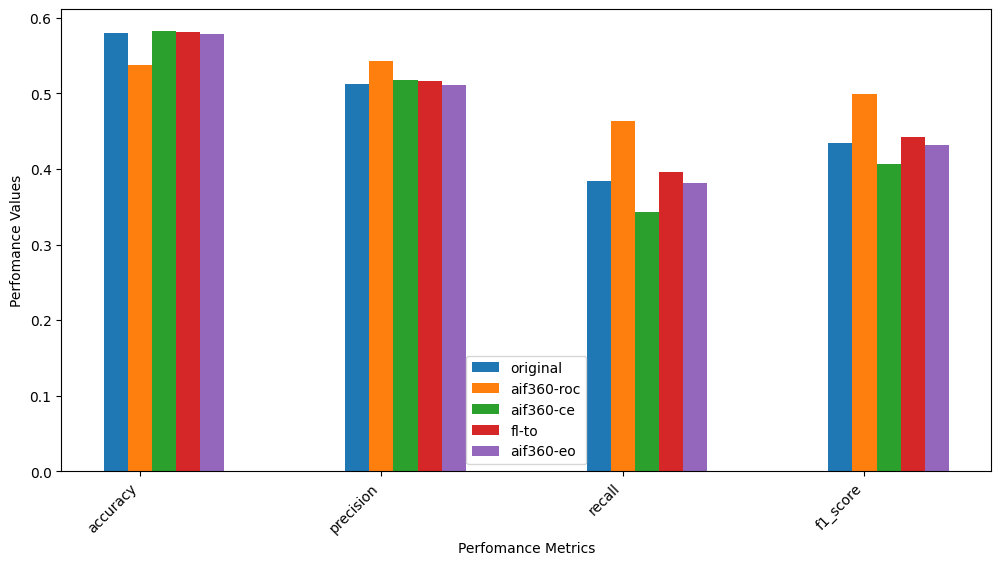 0.6
0.5
0.4
0.3
0.2
0.1
0.0
Perfomance Values
original
aif360-roc
aif360-ce
fl-to
aif360-eo
accuracy
precision
recall
f1_score
Perfomance Metrics